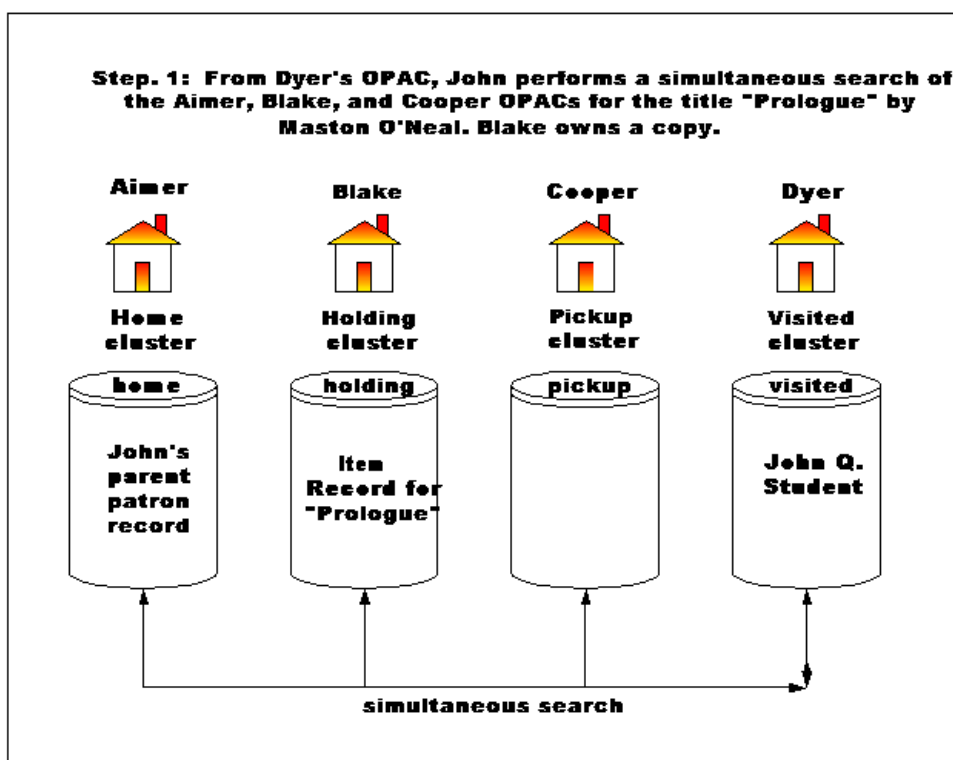 Step. 1: From Dyer's OPAC, John performs a simultaneous search of
the Aimer, Blake, and Cooper OPACs for the title "Prologue" by
Maston O'Neal. Blake owns a copy.
Aimer Blake Cooper Dyer
Home Holding Pickup Visited
cluster cluster cluster cluster
home holding pickup visited
John's
parent
patron
record
Item
Record for
"Prologue"
John Q.
Student
simultaneous search